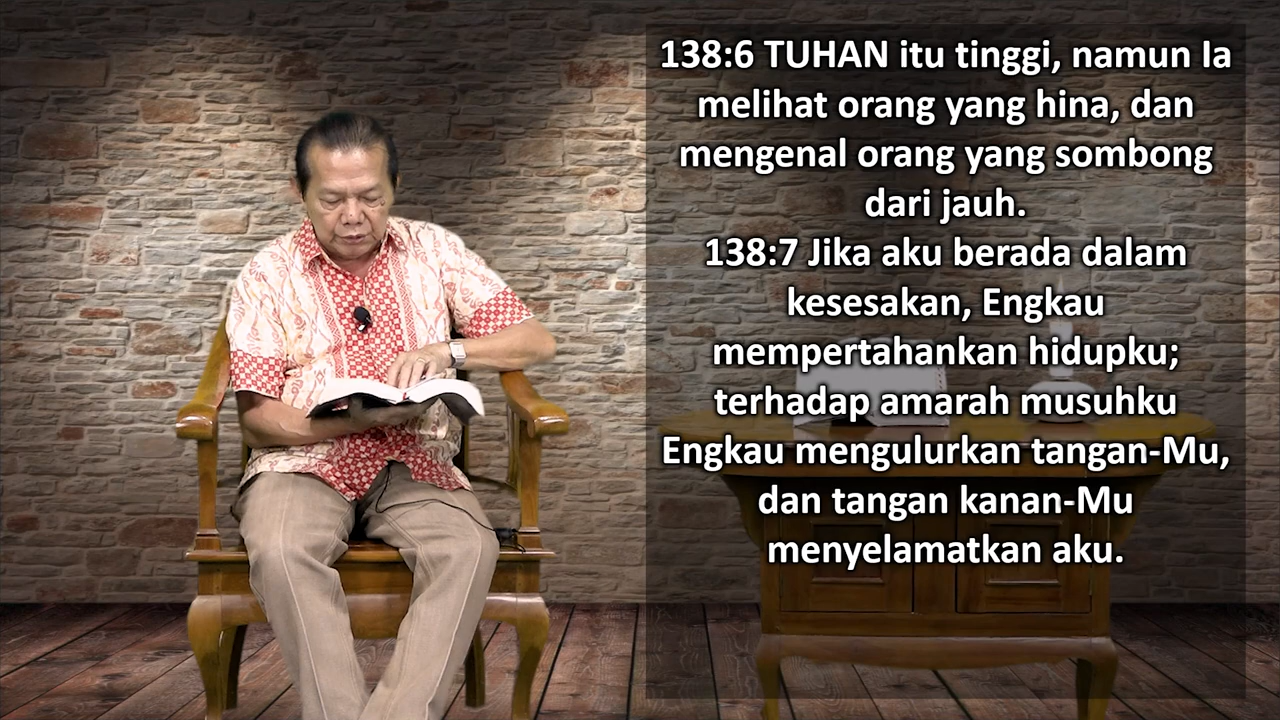 138:6 TUHAN itu tinggi, namun Ia
melihat orang yang hina, dan
mengenal orang yang sombong
dari jauh.
138:7 Jika aku berada dalam
kesesakan, Engkau
mempertahankan hidupku;
terhadap amarah musuhku
Engkau mengulurkan tangan-Mu,
dan tangan kanan-Mu
menyelamatkan aku.